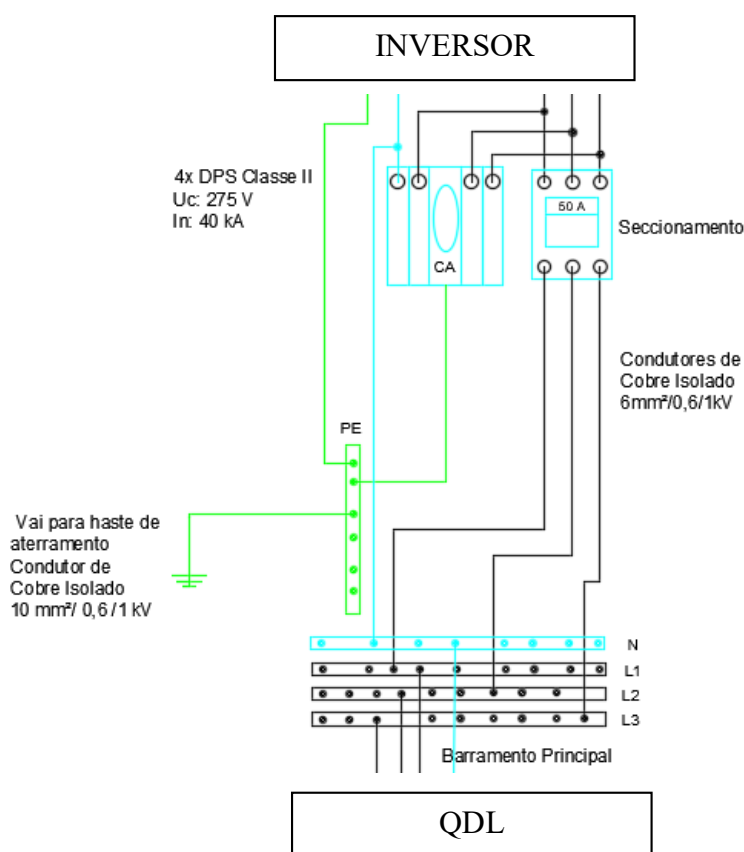 INVERSOR
4x DPS Classe II
Uc: 275 V
In: 40 kA
50 A
Seccionamento
CA
Condutores de
Cobre Isolado
6mm²/0,6/1kV
PE
Vai para haste de
aterramento
Condutor de
Cobre Isolado
10 mm²/ 0,6 /1 kV
N
L1
L2
L3
Barramento Principal
QDL